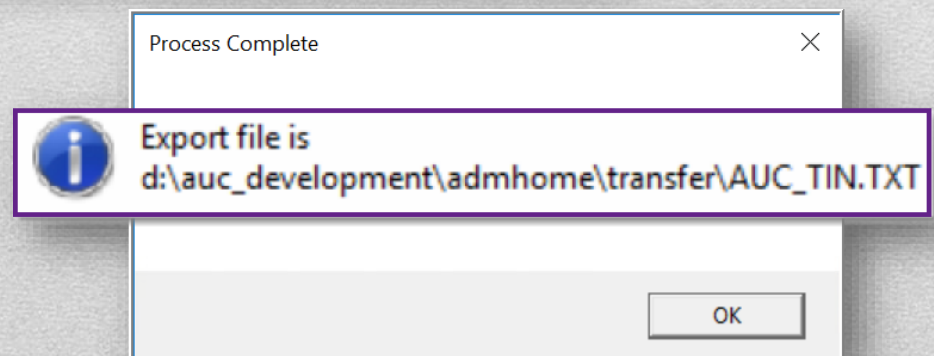 Process Complete
Export file is
d:\auc_development\admhome\transfer\AUC_TIN.TXT
OK